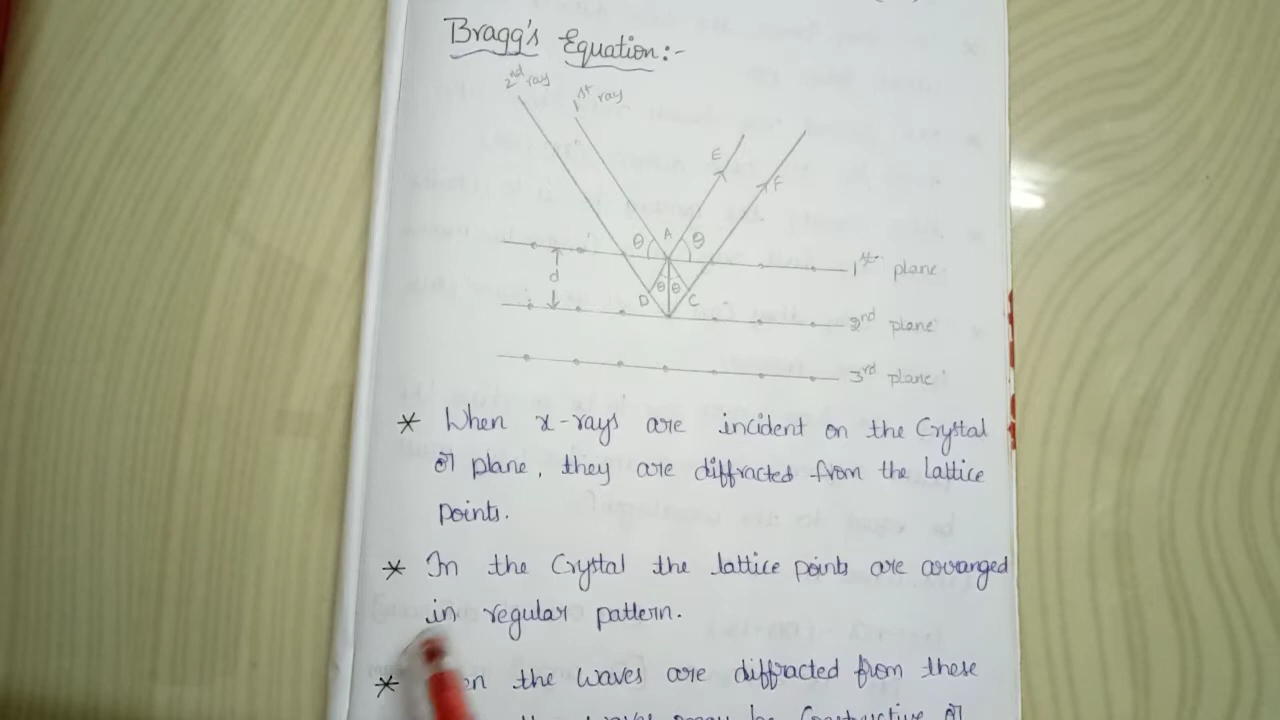 Bragg's Equation:-
2nd ray
1st ray
E
F
θ A θ
1st plane
d
θ θ
D C
2nd plane
3rd plane
* When x-rays are incident on the Crystal
or plane, they are diffracted from the lattice
points.
* In the Crystal the lattice points are arranged
in regular pattern.
* the waves are diffracted from these